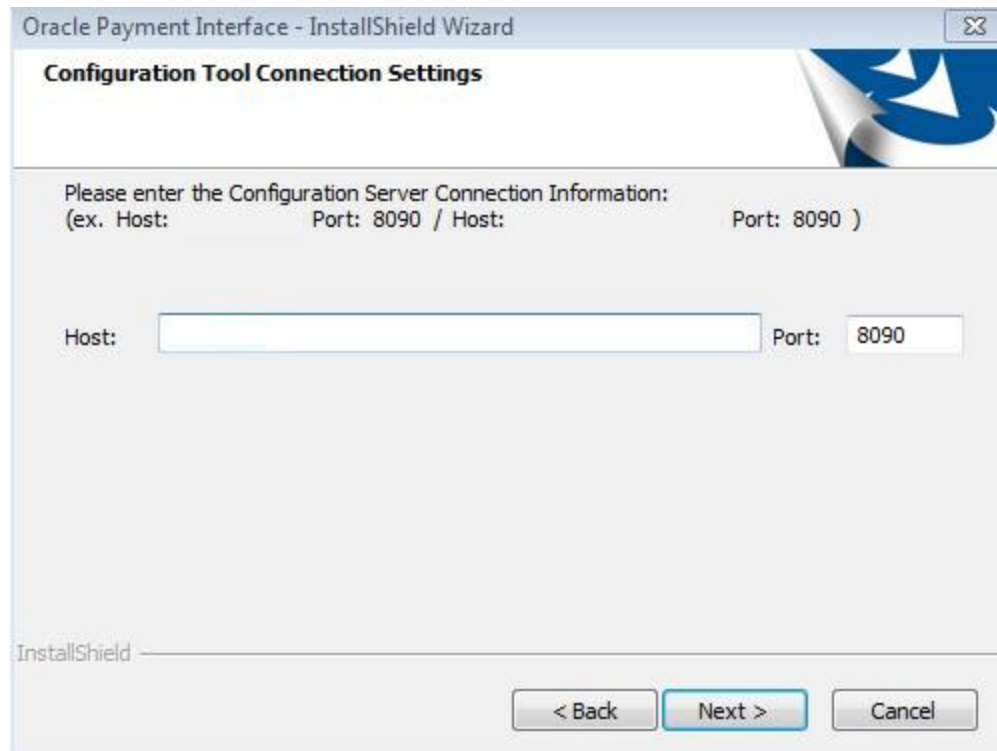 Oracle Payment Interface - InstallShield Wizard
Configuration Tool Connection Settings
Please enter the Configuration Server Connection Information:
(ex. Host: Port: 8090 / Host: Port: 8090 )
Host: Port: 8090
InstallShield
< Back Next > Cancel